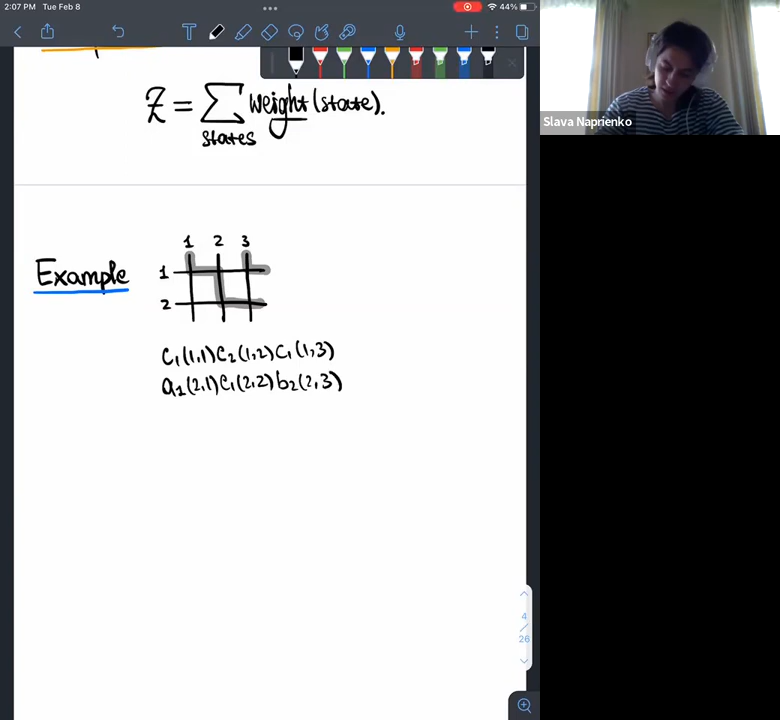 2:07 PM Tue Feb 8
44%
Z = ∑ weight(state).
states
1 2 3
Example
1
2
C₁(1,1)C₂(1,2)C₁(1,3)
a₁(2,1)C₁(2,2)b₂(2,3)
4
26
Slava Naprienko